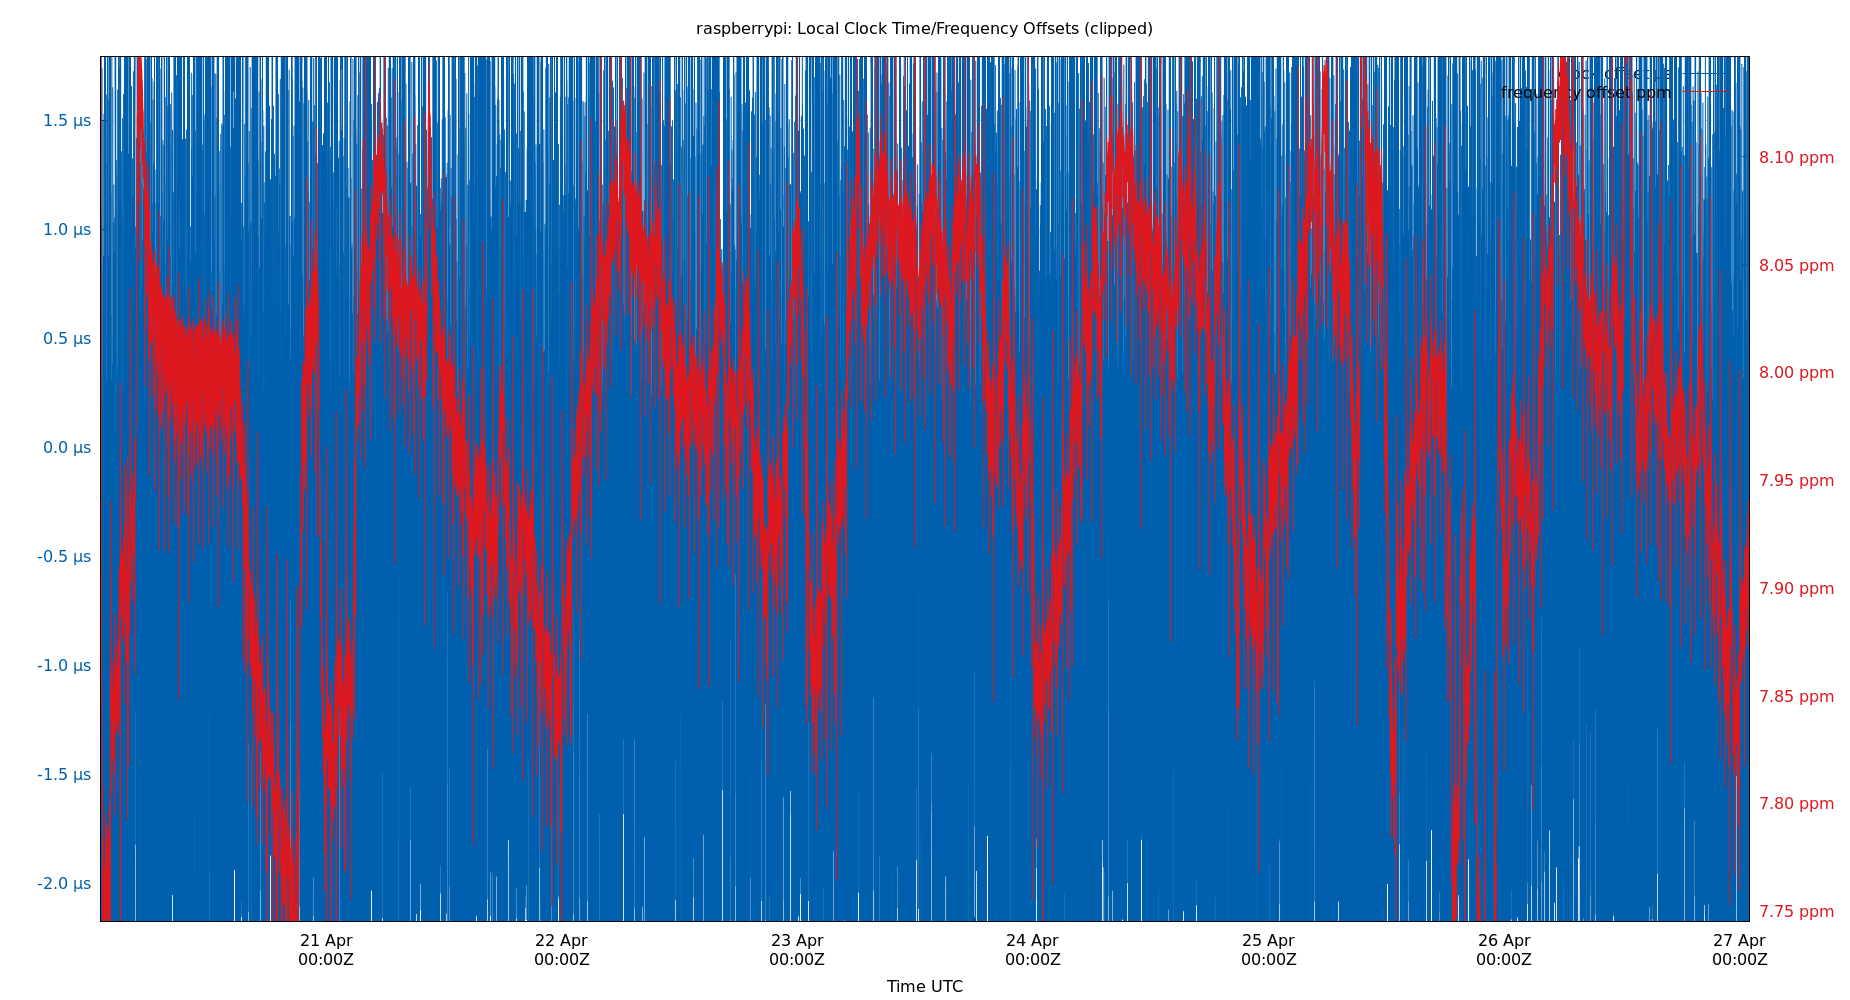 raspberrypi: Local Clock Time/Frequency Offsets (clipped)
clock offset µs
frequency offset ppm
1.5 µs
1.0 µs
0.5 µs
0.0 µs
-0.5 µs
-1.0 µs
-1.5 µs
-2.0 µs
8.10 ppm
8.05 ppm
8.00 ppm
7.95 ppm
7.90 ppm
7.85 ppm
7.80 ppm
7.75 ppm
21 Apr
00:00Z
22 Apr
00:00Z
23 Apr
00:00Z
24 Apr
00:00Z
25 Apr
00:00Z
26 Apr
00:00Z
27 Apr
00:00Z
Time UTC